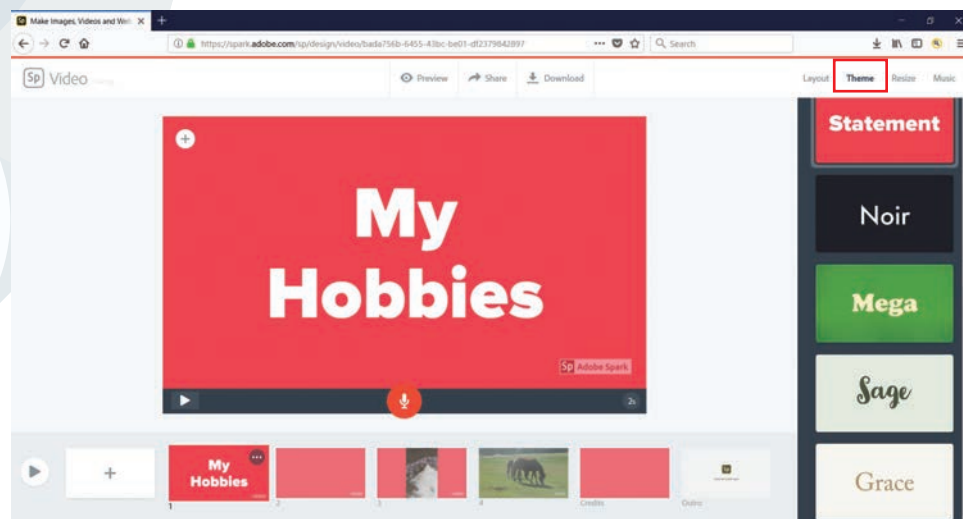 Make Images, Videos and Web
https://spark.adobe.com/sp/design/video/bada756b-6455-43bc-be01-df2379642897
Search
Sp Video
Preview Share Download
Layout Theme Resize Music
Statement
Noir
Mega
Sage
Grace
My
Hobbies
Sp Adobe Spark
2s
My
Hobbies
1 2 3 4 Credits Outro